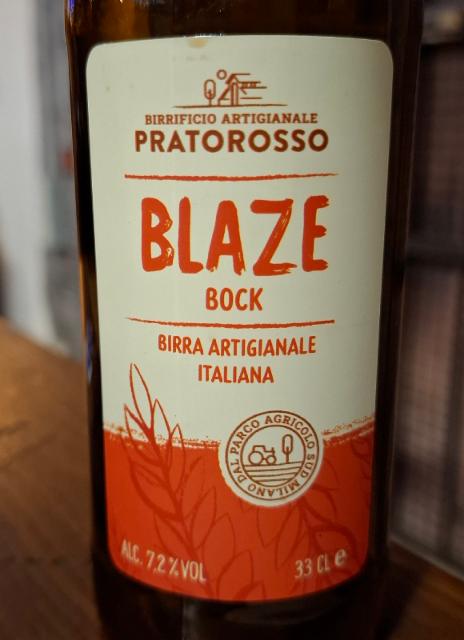 BIRRIFICIO ARTIGIANALE
PRATOROSSO
BLAZE
BOCK
BIRRA ARTIGIANALE
ITALIANA
DAL PARCO AGRICOLO SUD MILANO
ALC. 7,2 % VOL
33 CL e